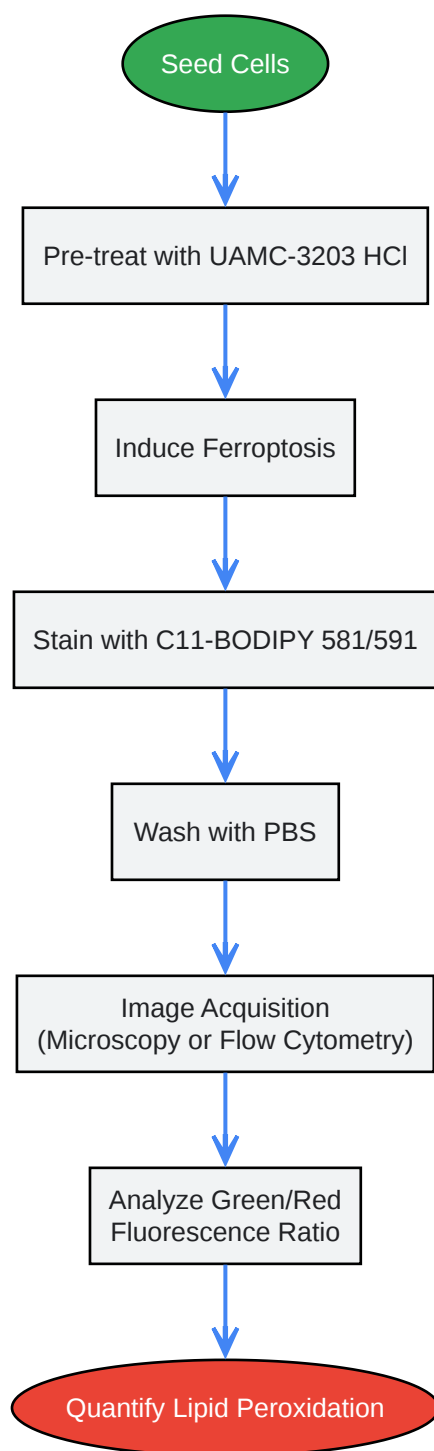 Seed Cells
Pre-treat with UAMC-3203 HCl
Induce Ferroptosis
Stain with C11-BODIPY 581/591
Wash with PBS
Image Acquisition
(Microscopy or Flow Cytometry)
Analyze Green/Red
Fluorescence Ratio
Quantify Lipid Peroxidation